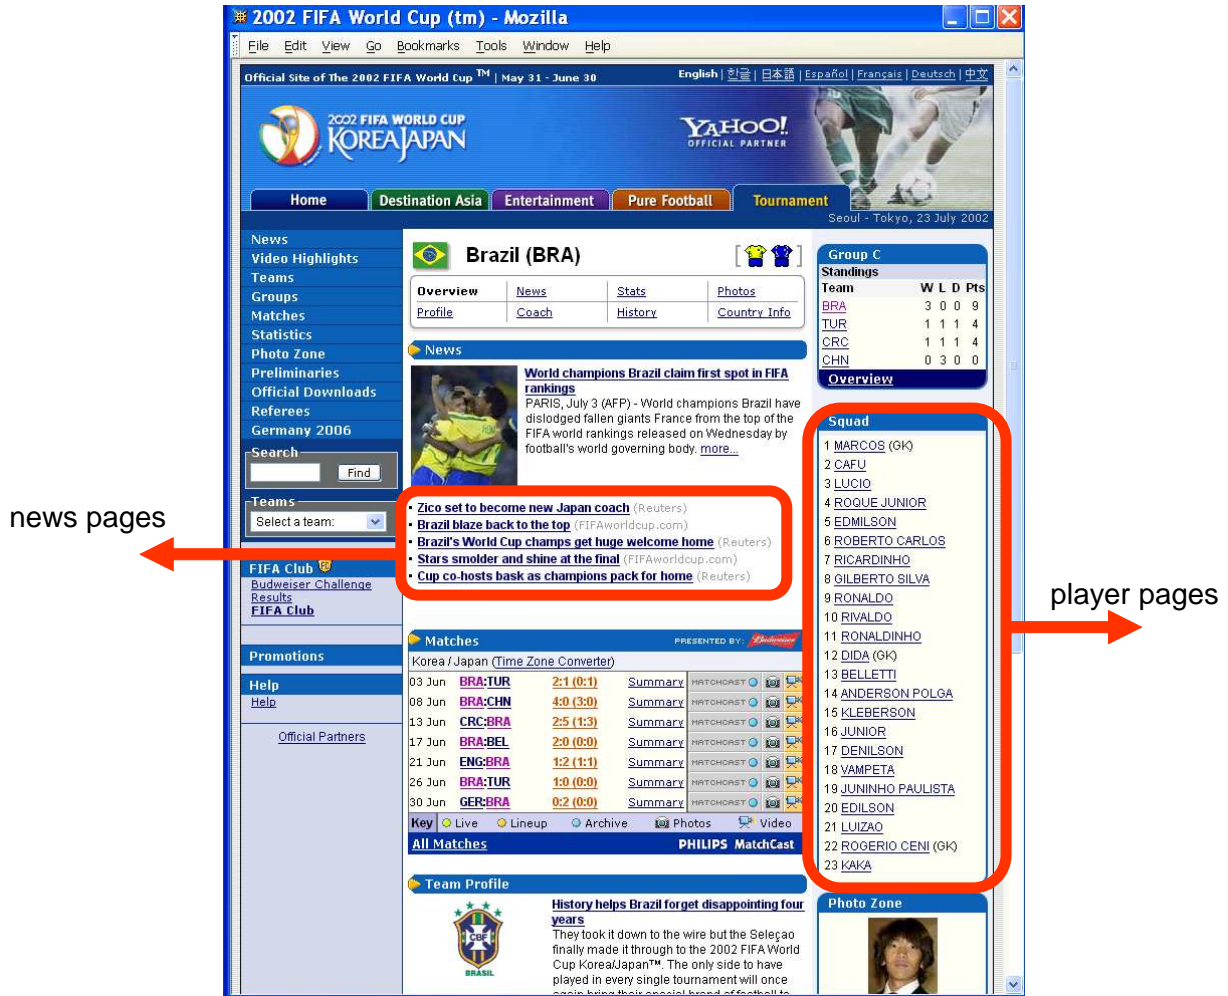 2002 FIFA World Cup (tm) - Mozilla
File Edit View Go Bookmarks Tools Window Help
Official Site of The 2002 FIFA World Cup TM | May 31 - June 30
English | 한글 | 日本語 | Español | Français | Deutsch | 中文
2002 FIFA WORLD CUP
KOREA JAPAN
YAHOO!
OFFICIAL PARTNER
Home Destination Asia Entertainment Pure Football Tournament
Seoul - Tokyo, 23 July 2002
News
Video Highlights
Teams
Groups
Matches
Statistics
Photo Zone
Preliminaries
Official Downloads
Referees
Germany 2006
Search
Find
Teams
Select a team:
FIFA Club
Budweiser Challenge
Results
FIFA Club
Promotions
Help
Help
Official Partners
news pages
Brazil (BRA)
Overview News Stats Photos
Profile Coach History Country Info
News
World champions Brazil claim first spot in FIFA
rankings
PARIS, July 3 (AFP) - World champions Brazil have
dislodged fallen giants France from the top of the
FIFA world rankings released on Wednesday by
football's world governing body. more...
Zico set to become new Japan coach (Reuters)
Brazil blaze back to the top (FIFAworldcup.com)
Brazil's World Cup champs get huge welcome home (Reuters)
Stars smolder and shine at the final (FIFAworldcup.com)
Cup co-hosts bask as champions pack for home (Reuters)
Matches PRESENTED BY: Budweiser
Korea / Japan (Time Zone Converter)
03 Jun BRA:TUR 2:1 (0:1) Summary MATCHCAST
08 Jun BRA:CHN 4:0 (3:0) Summary MATCHCAST
13 Jun CRC:BRA 2:5 (1:3) Summary MATCHCAST
17 Jun BRA:BEL 2:0 (0:0) Summary MATCHCAST
21 Jun ENG:BRA 1:2 (1:1) Summary MATCHCAST
26 Jun BRA:TUR 1:0 (0:0) Summary MATCHCAST
30 Jun GER:BRA 0:2 (0:0) Summary MATCHCAST
Key Live Lineup Archive Photos Video
All Matches PHILIPS MatchCast
Team Profile
CBF
BRASIL
History helps Brazil forget disappointing four
years
They took it down to the wire but the Seleçao
finally made it through to the 2002 FIFA World
Cup Korea/Japan™. The only side to have
played in every single tournament will once
again bring their special brand of football to
Group C
Standings
Team W L D Pts
BRA 3 0 0 9
TUR 1 1 1 4
CRC 1 1 1 4
CHN 0 3 0 0
Overview
Squad
1 MARCOS (GK)
2 CAFU
3 LUCIO
4 ROQUE JUNIOR
5 EDMILSON
6 ROBERTO CARLOS
7 RICARDINHO
8 GILBERTO SILVA
9 RONALDO
10 RIVALDO
11 RONALDINHO
12 DIDA (GK)
13 BELLETTI
14 ANDERSON POLGA
15 KLEBERSON
16 JUNIOR
17 DENILSON
18 VAMPETA
19 JUNINHO PAULISTA
20 EDILSON
21 LUIZAO
22 ROGERIO CENI (GK)
23 KAKA
player pages
Photo Zone